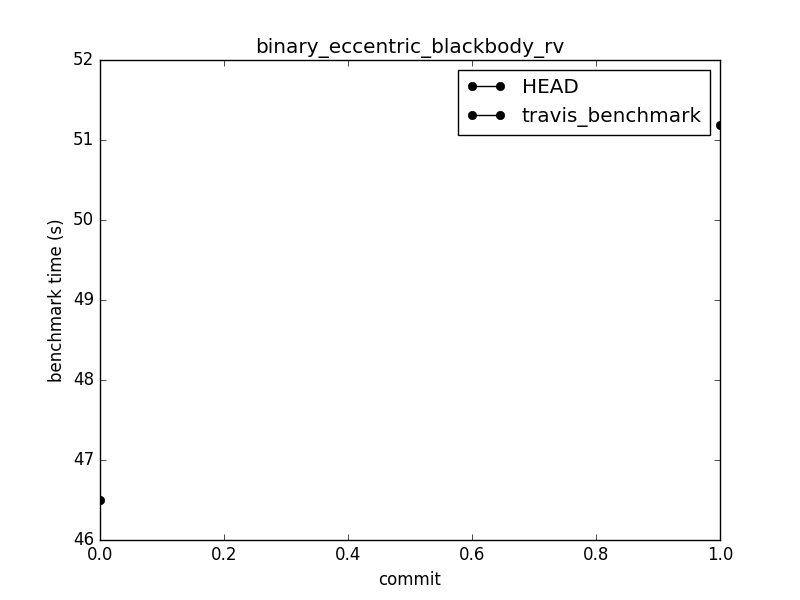 binary_eccentric_blackbody_rv
HEAD
travis_benchmark
52
51
50
49
48
47
46
benchmark time (s)
0.0 0.2 0.4 0.6 0.8 1.0
commit